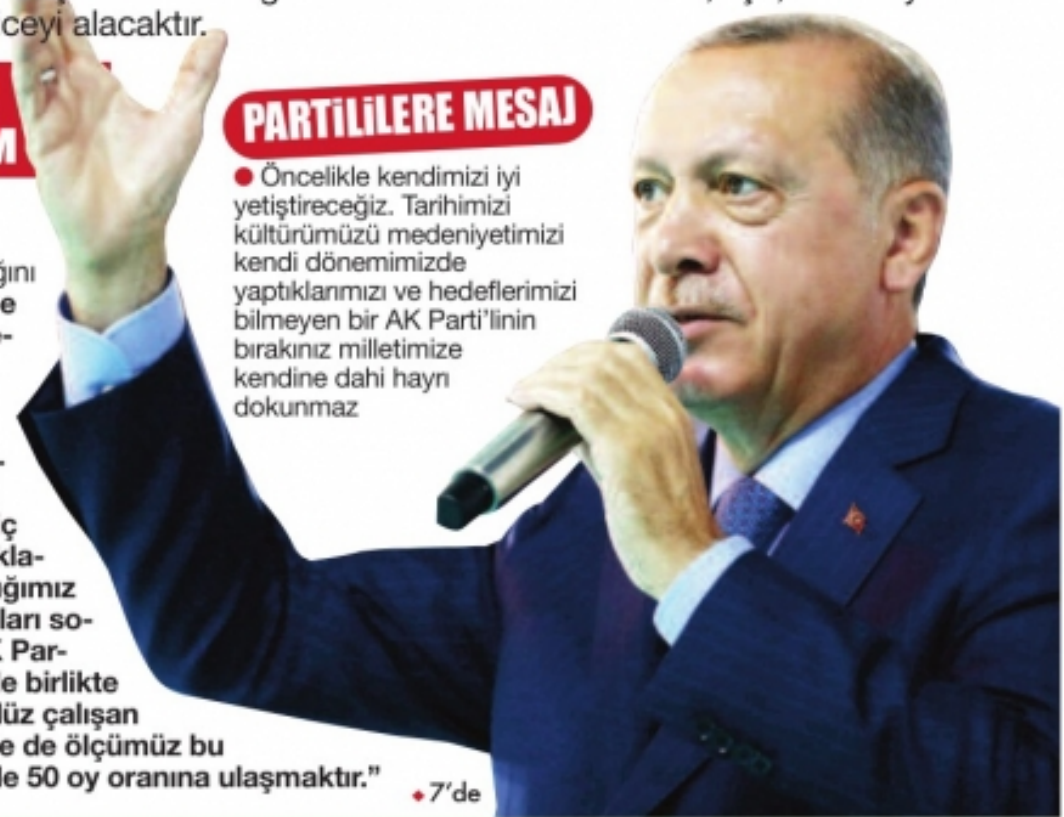 ceyi alacaktır.
M
PARTİLİLERE MESAJ
● Öncelikle kendimizi iyi
yetiştireceğiz. Tarihimizi
kültürümüzü medeniyetimizi
kendi dönemimizde
yaptıklarımızı ve hedeflerimizi
bilmeyen bir AK Parti’linin
bırakınız milletimize
kendine dahi hayrı
dokunmaz
ğını
e
-
-
ç
kla-
ğımız
ları so-
Par-
e birlikte
lüz çalışan
e de ölçümüz bu
le 50 oy oranına ulaşmaktır.”
♦ 7’de